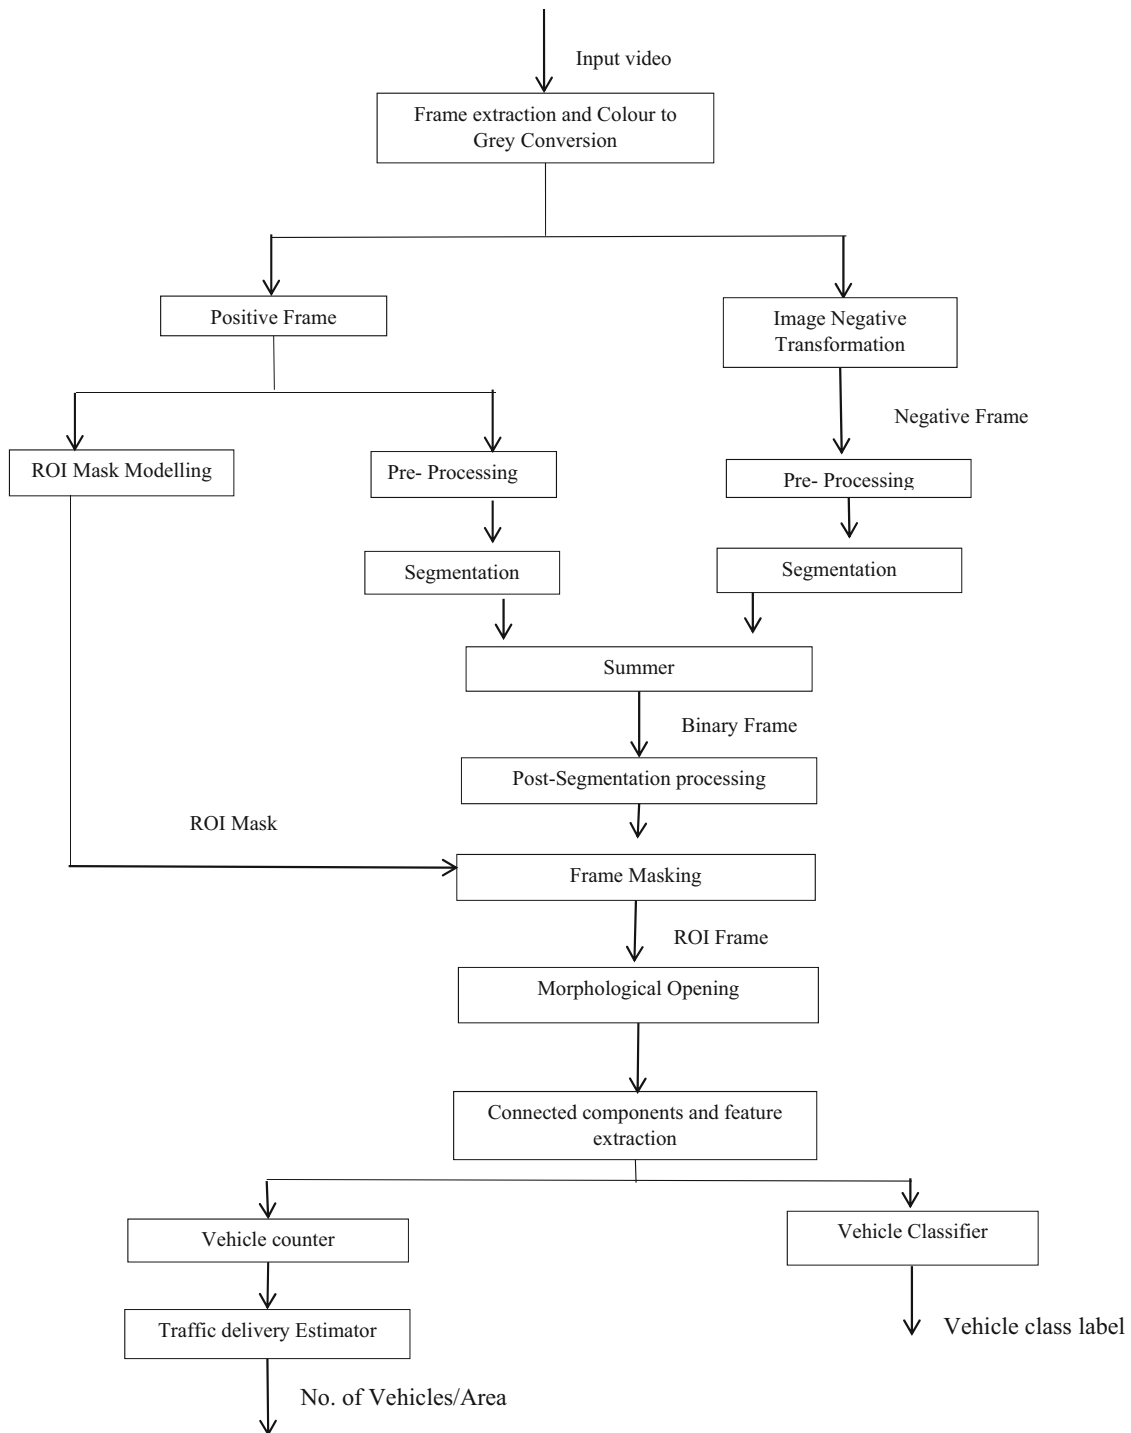 Input video
Frame extraction and Colour to
Grey Conversion
Positive Frame
Image Negative
Transformation
Negative Frame
ROI Mask Modelling
Pre- Processing
Pre- Processing
Segmentation
Segmentation
Summer
Binary Frame
Post-Segmentation processing
ROI Mask
Frame Masking
ROI Frame
Morphological Opening
Connected components and feature
extraction
Vehicle counter
Vehicle Classifier
Traffic delivery Estimator
Vehicle class label
No. of Vehicles/Area